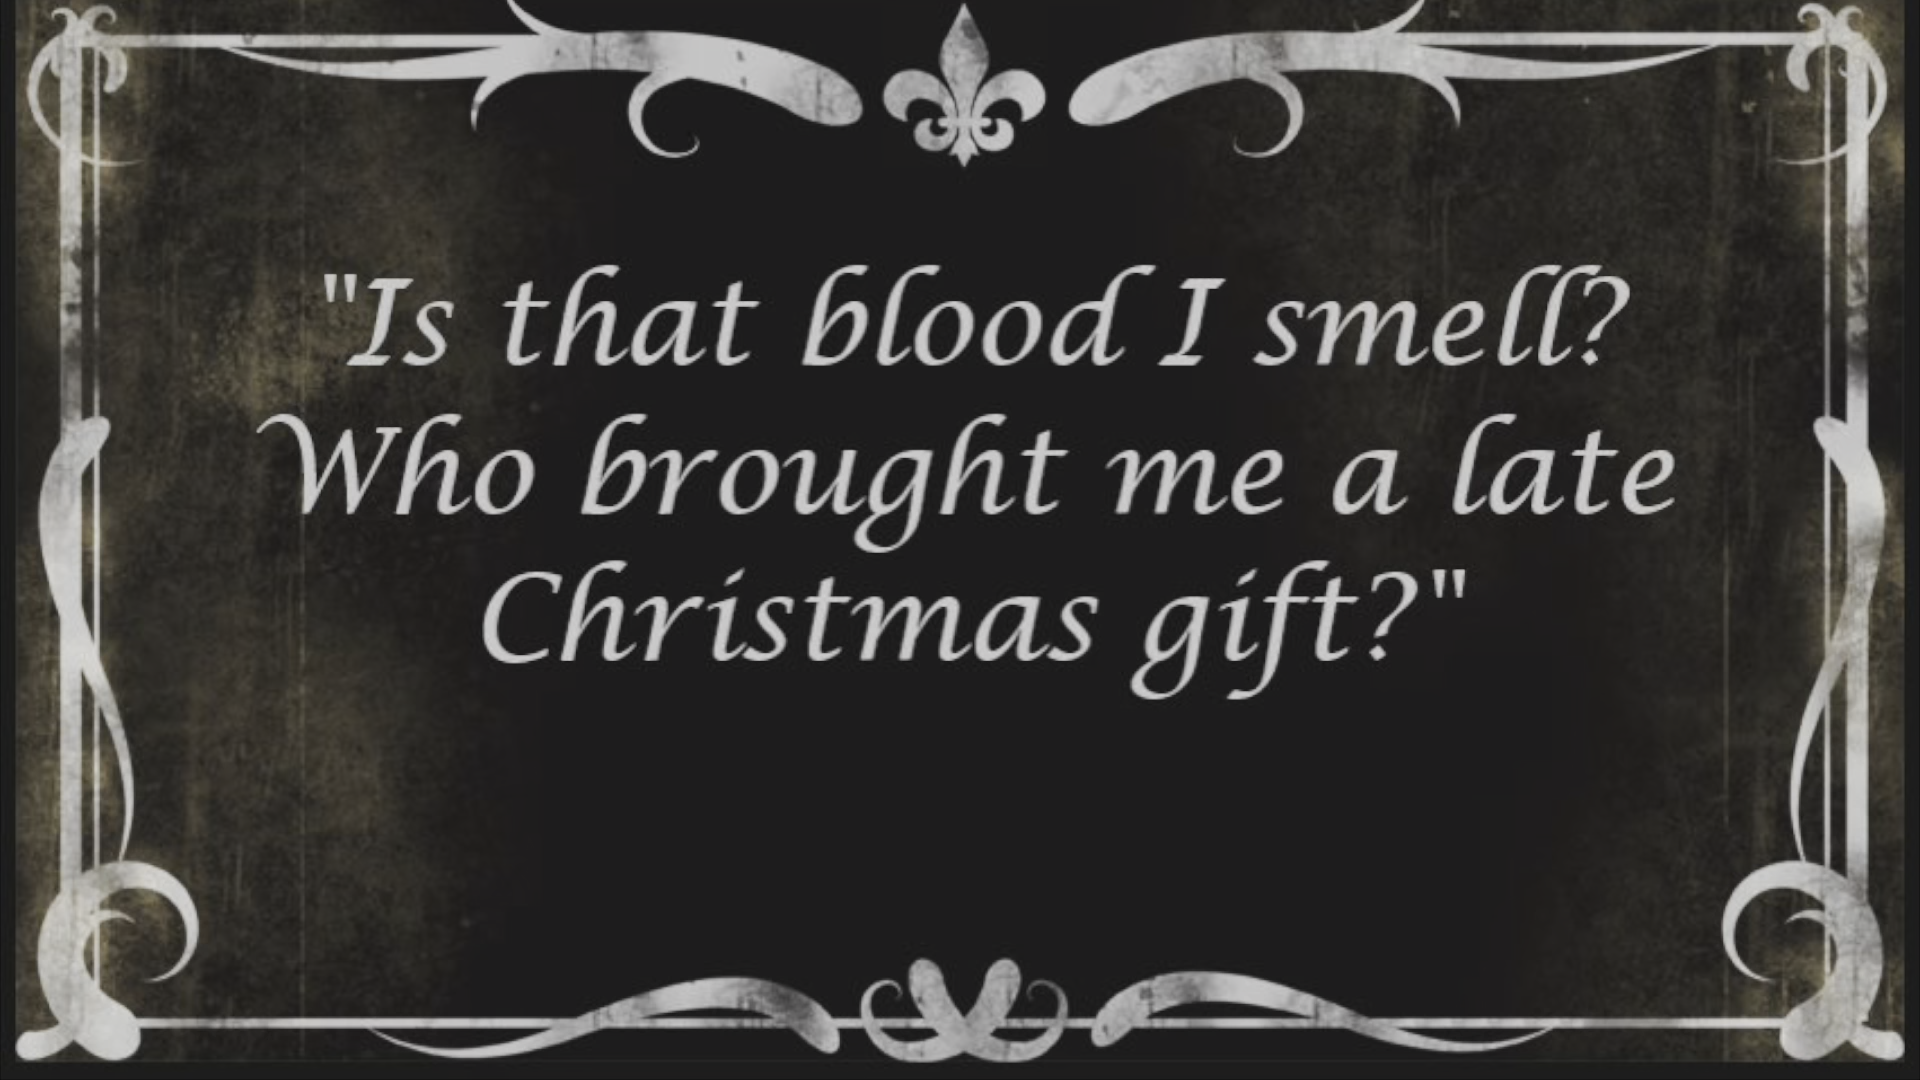 "Is that blood I smell?
Who brought me a late
Christmas gift?"